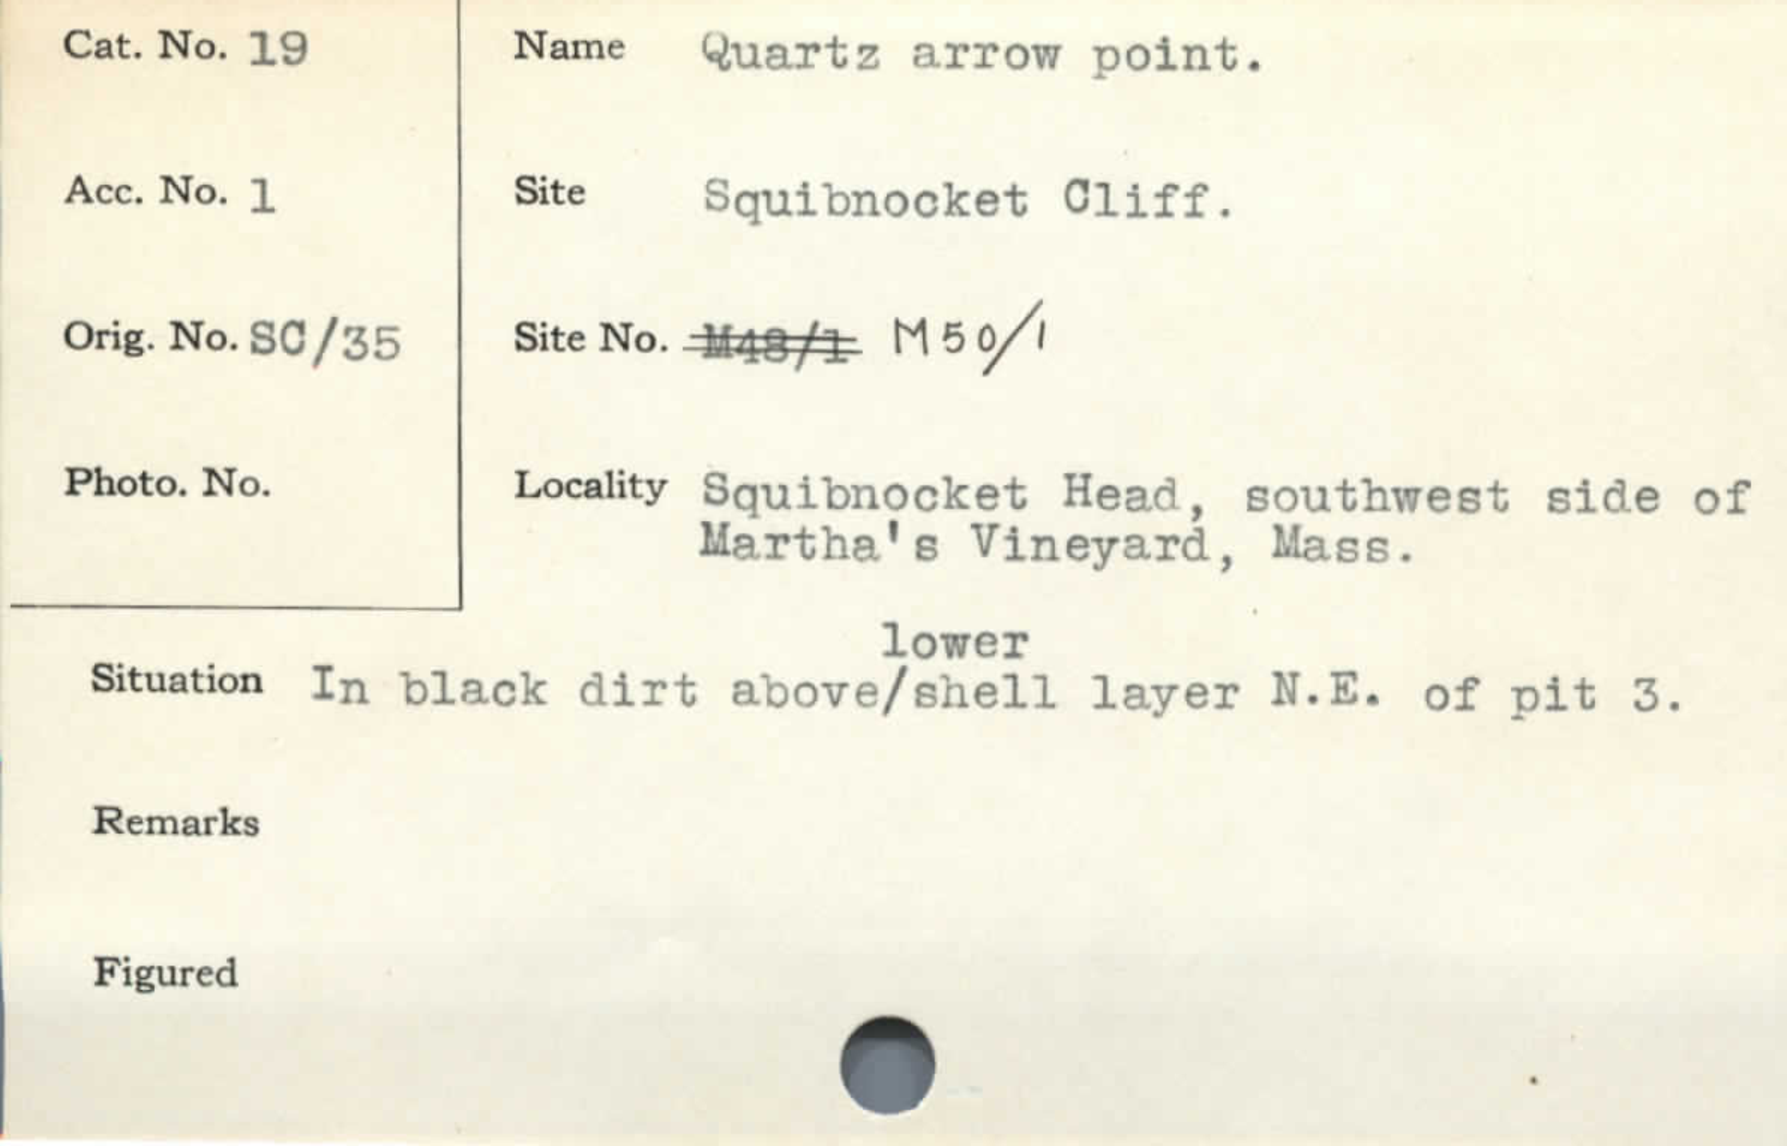 Cat. No. 19
Acc. No. 1
Orig. No. SC/35
Photo. No.
Name Quartz arrow point.
Site Squibnocket Cliff.
Site No. M48/1 M50/1
Locality Squibnocket Head, southwest side of
Martha's Vineyard, Mass.
lower
Situation In black dirt above/shell layer N.E. of pit 3.
Remarks
Figured